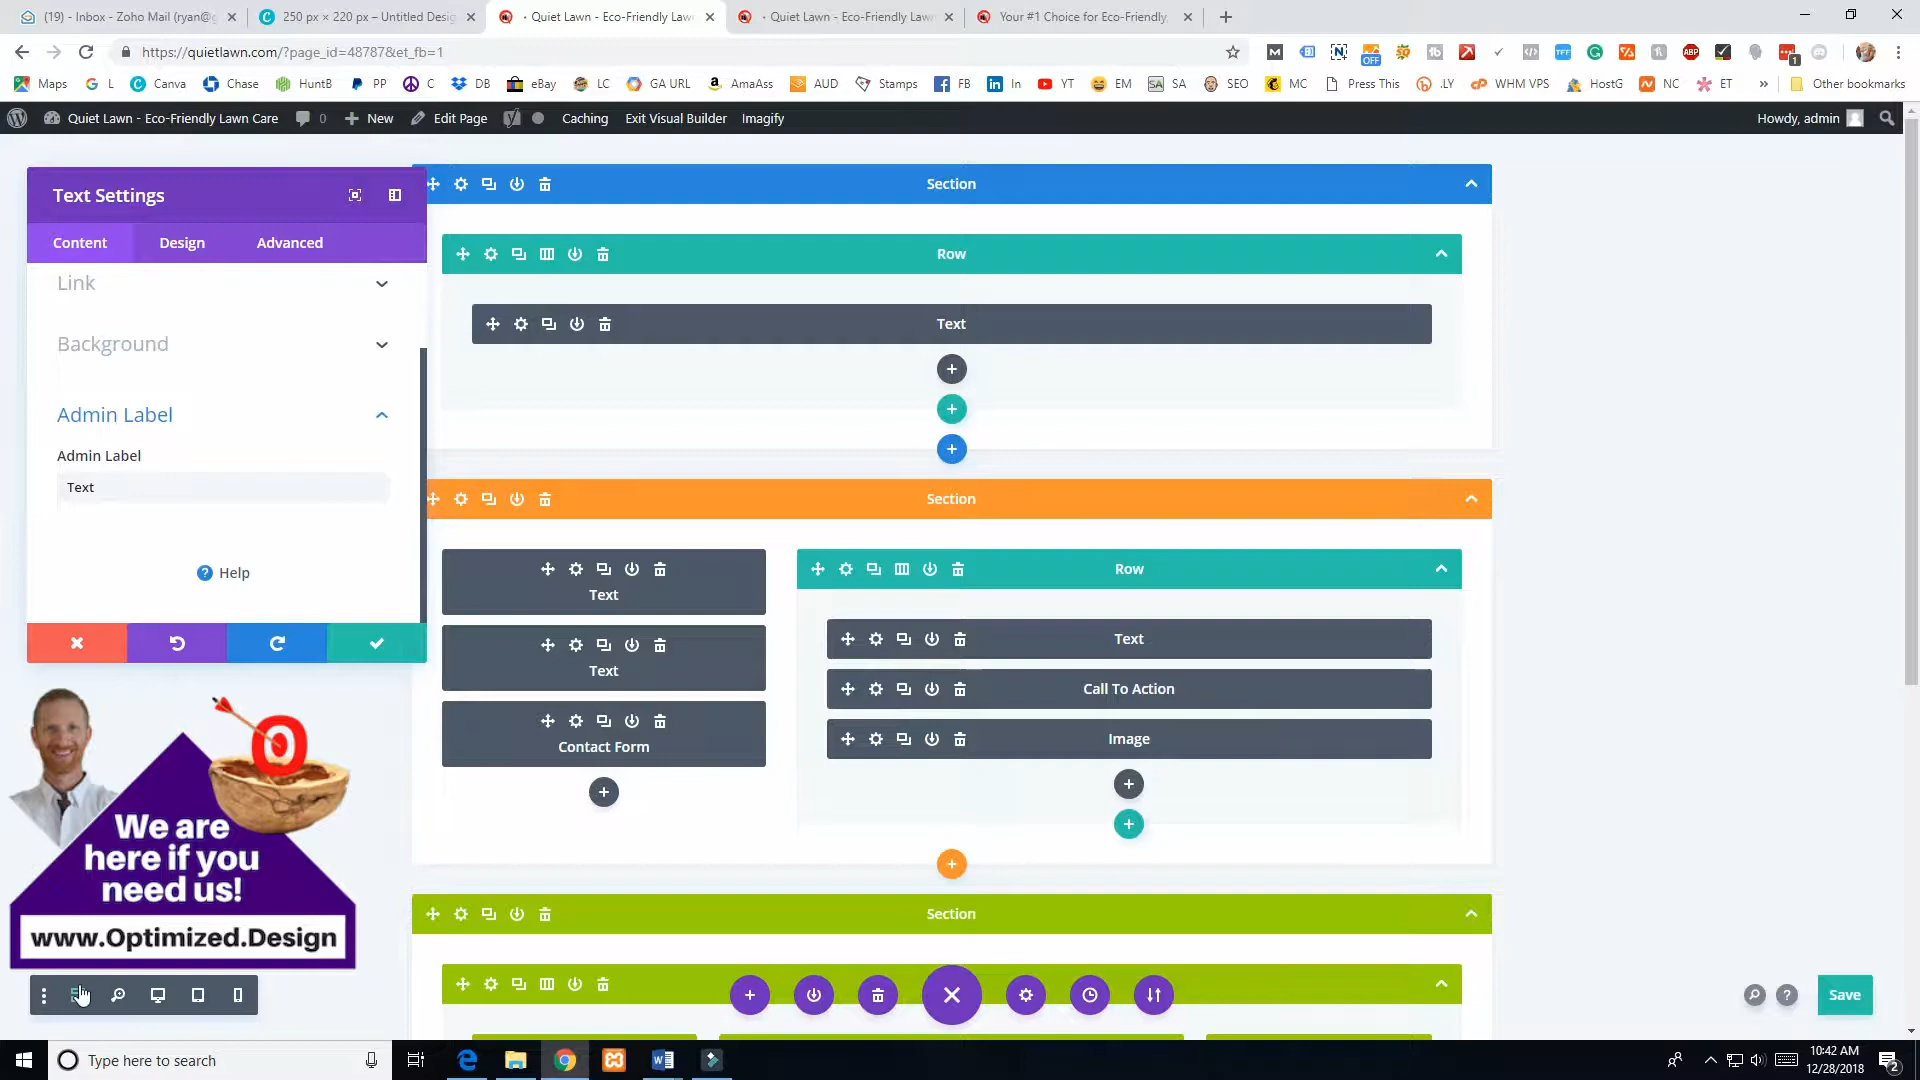 (19) - Inbox - Zoho Mail (ryan@g
250 px × 220 px – Untitled Desig
Quiet Lawn - Eco-Friendly Law
Quiet Lawn - Eco-Friendly Lawn
Your #1 Choice for Eco-Friendly
https://quietlawn.com/?page_id=48787&et_fb=1
OFF
TFF
ABP
1
Maps
L
Canva
Chase
HuntB
PP
C
DB
eBay
LC
GA URL
AmaAss
AUD
Stamps
FB
In
YT
EM
SA
SEO
MC
Press This
.LY
WHM VPS
HostG
NC
ET
»
Other bookmarks
Quiet Lawn - Eco-Friendly Lawn Care
0
New
Edit Page
Caching
Exit Visual Builder
Imagify
Howdy, admin
Text Settings
Content
Design
Advanced
Link
Background
Admin Label
Admin Label
Text
Help
Section
Row
Text
Section
Text
Text
Contact Form
Row
Text
Call To Action
Image
Section
We are
here if you
need us!
www.Optimized.Design
Save
Type here to search
10:42 AM
12/28/2018
2